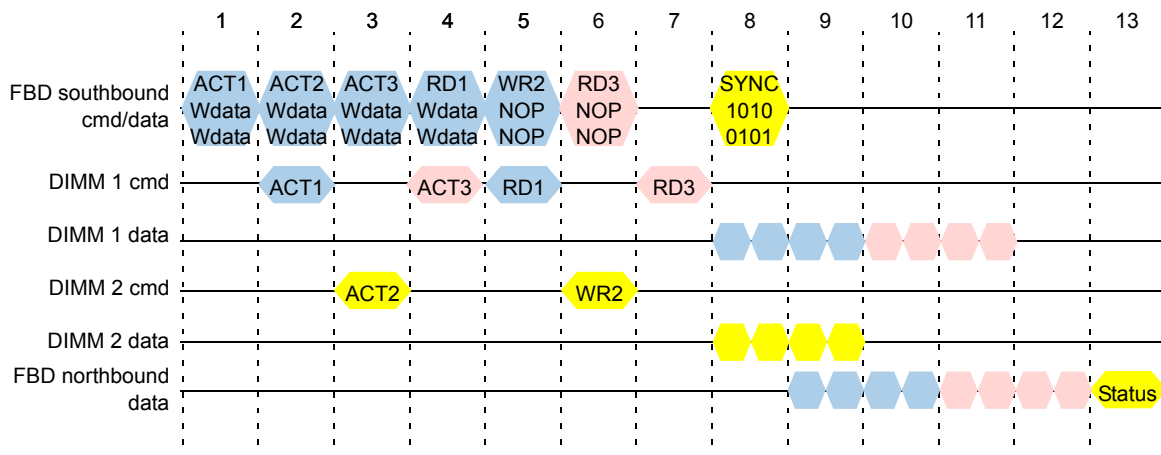 1 2 3 4 5 6 7 8 9 10 11 12 13
FBD southbound
cmd/data
ACT1 ACT2 ACT3 RD1 WR2 RD3 SYNC
Wdata Wdata Wdata Wdata NOP NOP 1010
Wdata Wdata Wdata Wdata NOP NOP 0101
DIMM 1 cmd ACT1 ACT3 RD1 RD3
DIMM 1 data
DIMM 2 cmd ACT2 WR2
DIMM 2 data
FBD northbound
data
Status